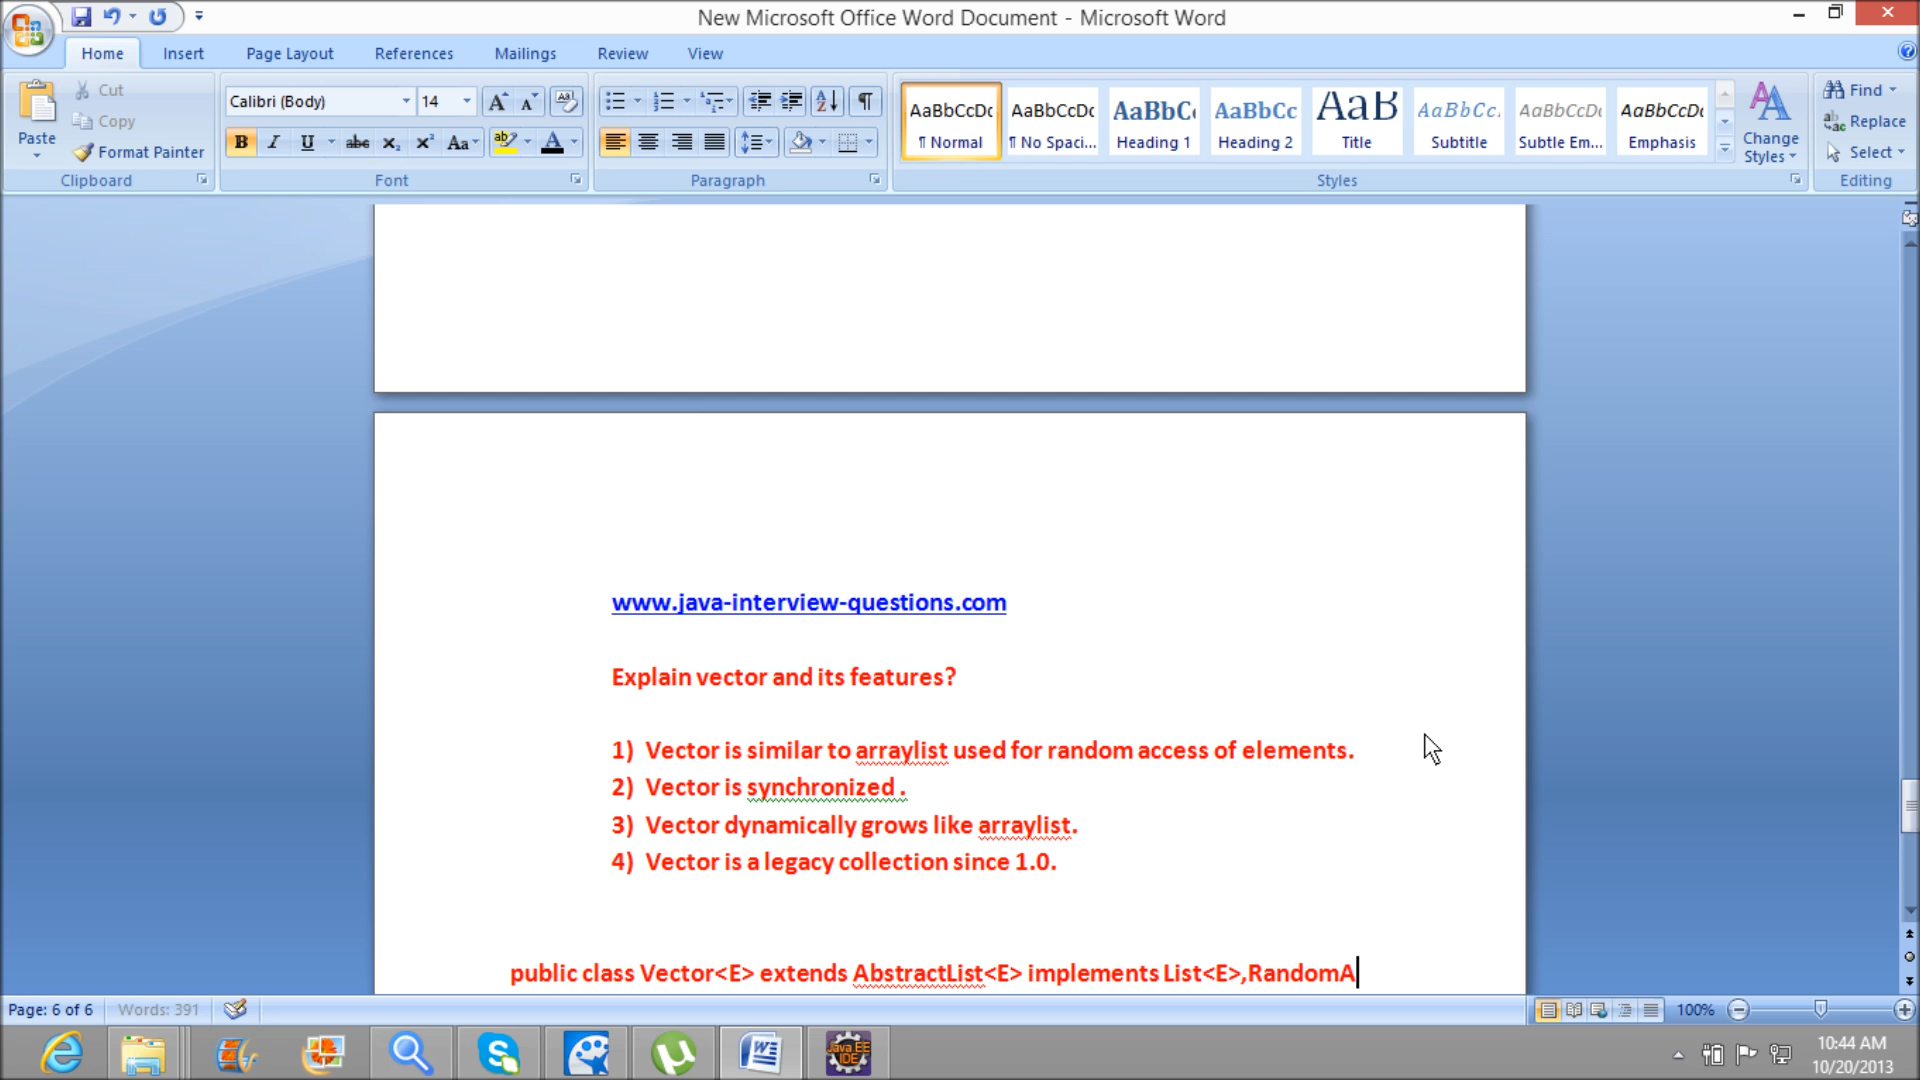 New Microsoft Office Word Document - Microsoft Word
Home Insert Page Layout References Mailings Review View
Paste
Cut
Copy
Format Painter
Clipboard
Calibri (Body) 14
Font
Paragraph
AaBbCcDc AaBbCcDc AaBbC AaBbCc AaB AaBbCc. AaBbCcDc AaBbCcDc
¶ Normal ¶ No Spaci... Heading 1 Heading 2 Title Subtitle Subtle Em... Emphasis
Change Styles
Styles
Find
Replace
Select
Editing
www.java-interview-questions.com
Explain vector and its features?
1) Vector is similar to arraylist used for random access of elements.
2) Vector is synchronized .
3) Vector dynamically grows like arraylist.
4) Vector is a legacy collection since 1.0.
public class Vector<E> extends AbstractList<E> implements List<E>,RandomA
Page: 6 of 6 Words: 391 100%
Java EE
IDE
10:44 AM
10/20/2013